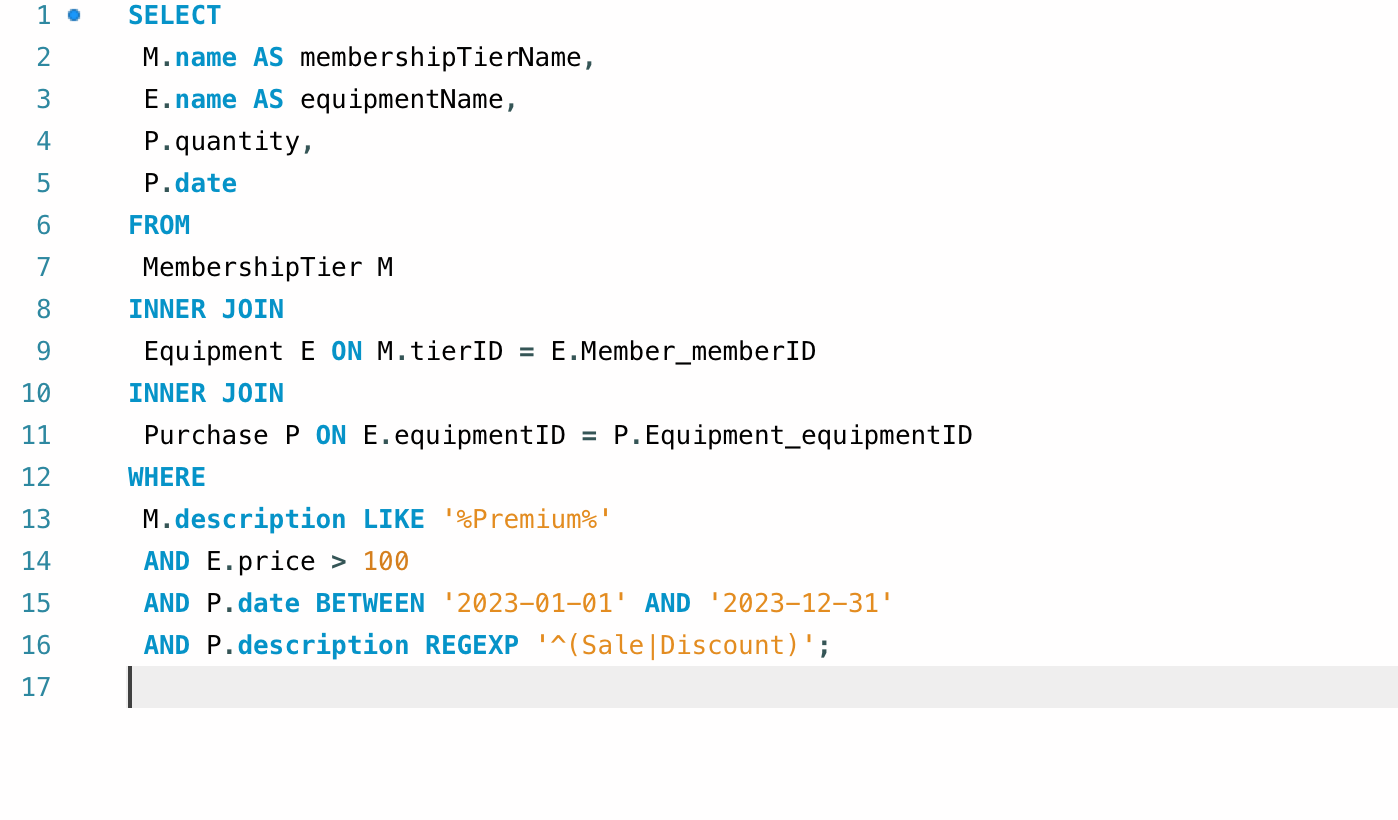 1 SELECT
2 M.name AS membershipTierName,
3 E.name AS equipmentName,
4 P.quantity,
5 P.date
6 FROM
7 MembershipTier M
8 INNER JOIN
9 Equipment E ON M.tierID = E.Member_memberID
10 INNER JOIN
11 Purchase P ON E.equipmentID = P.Equipment_equipmentID
12 WHERE
13 M.description LIKE '%Premium%'
14 AND E.price > 100
15 AND P.date BETWEEN '2023-01-01' AND '2023-12-31'
16 AND P.description REGEXP '^(Sale|Discount)';
17